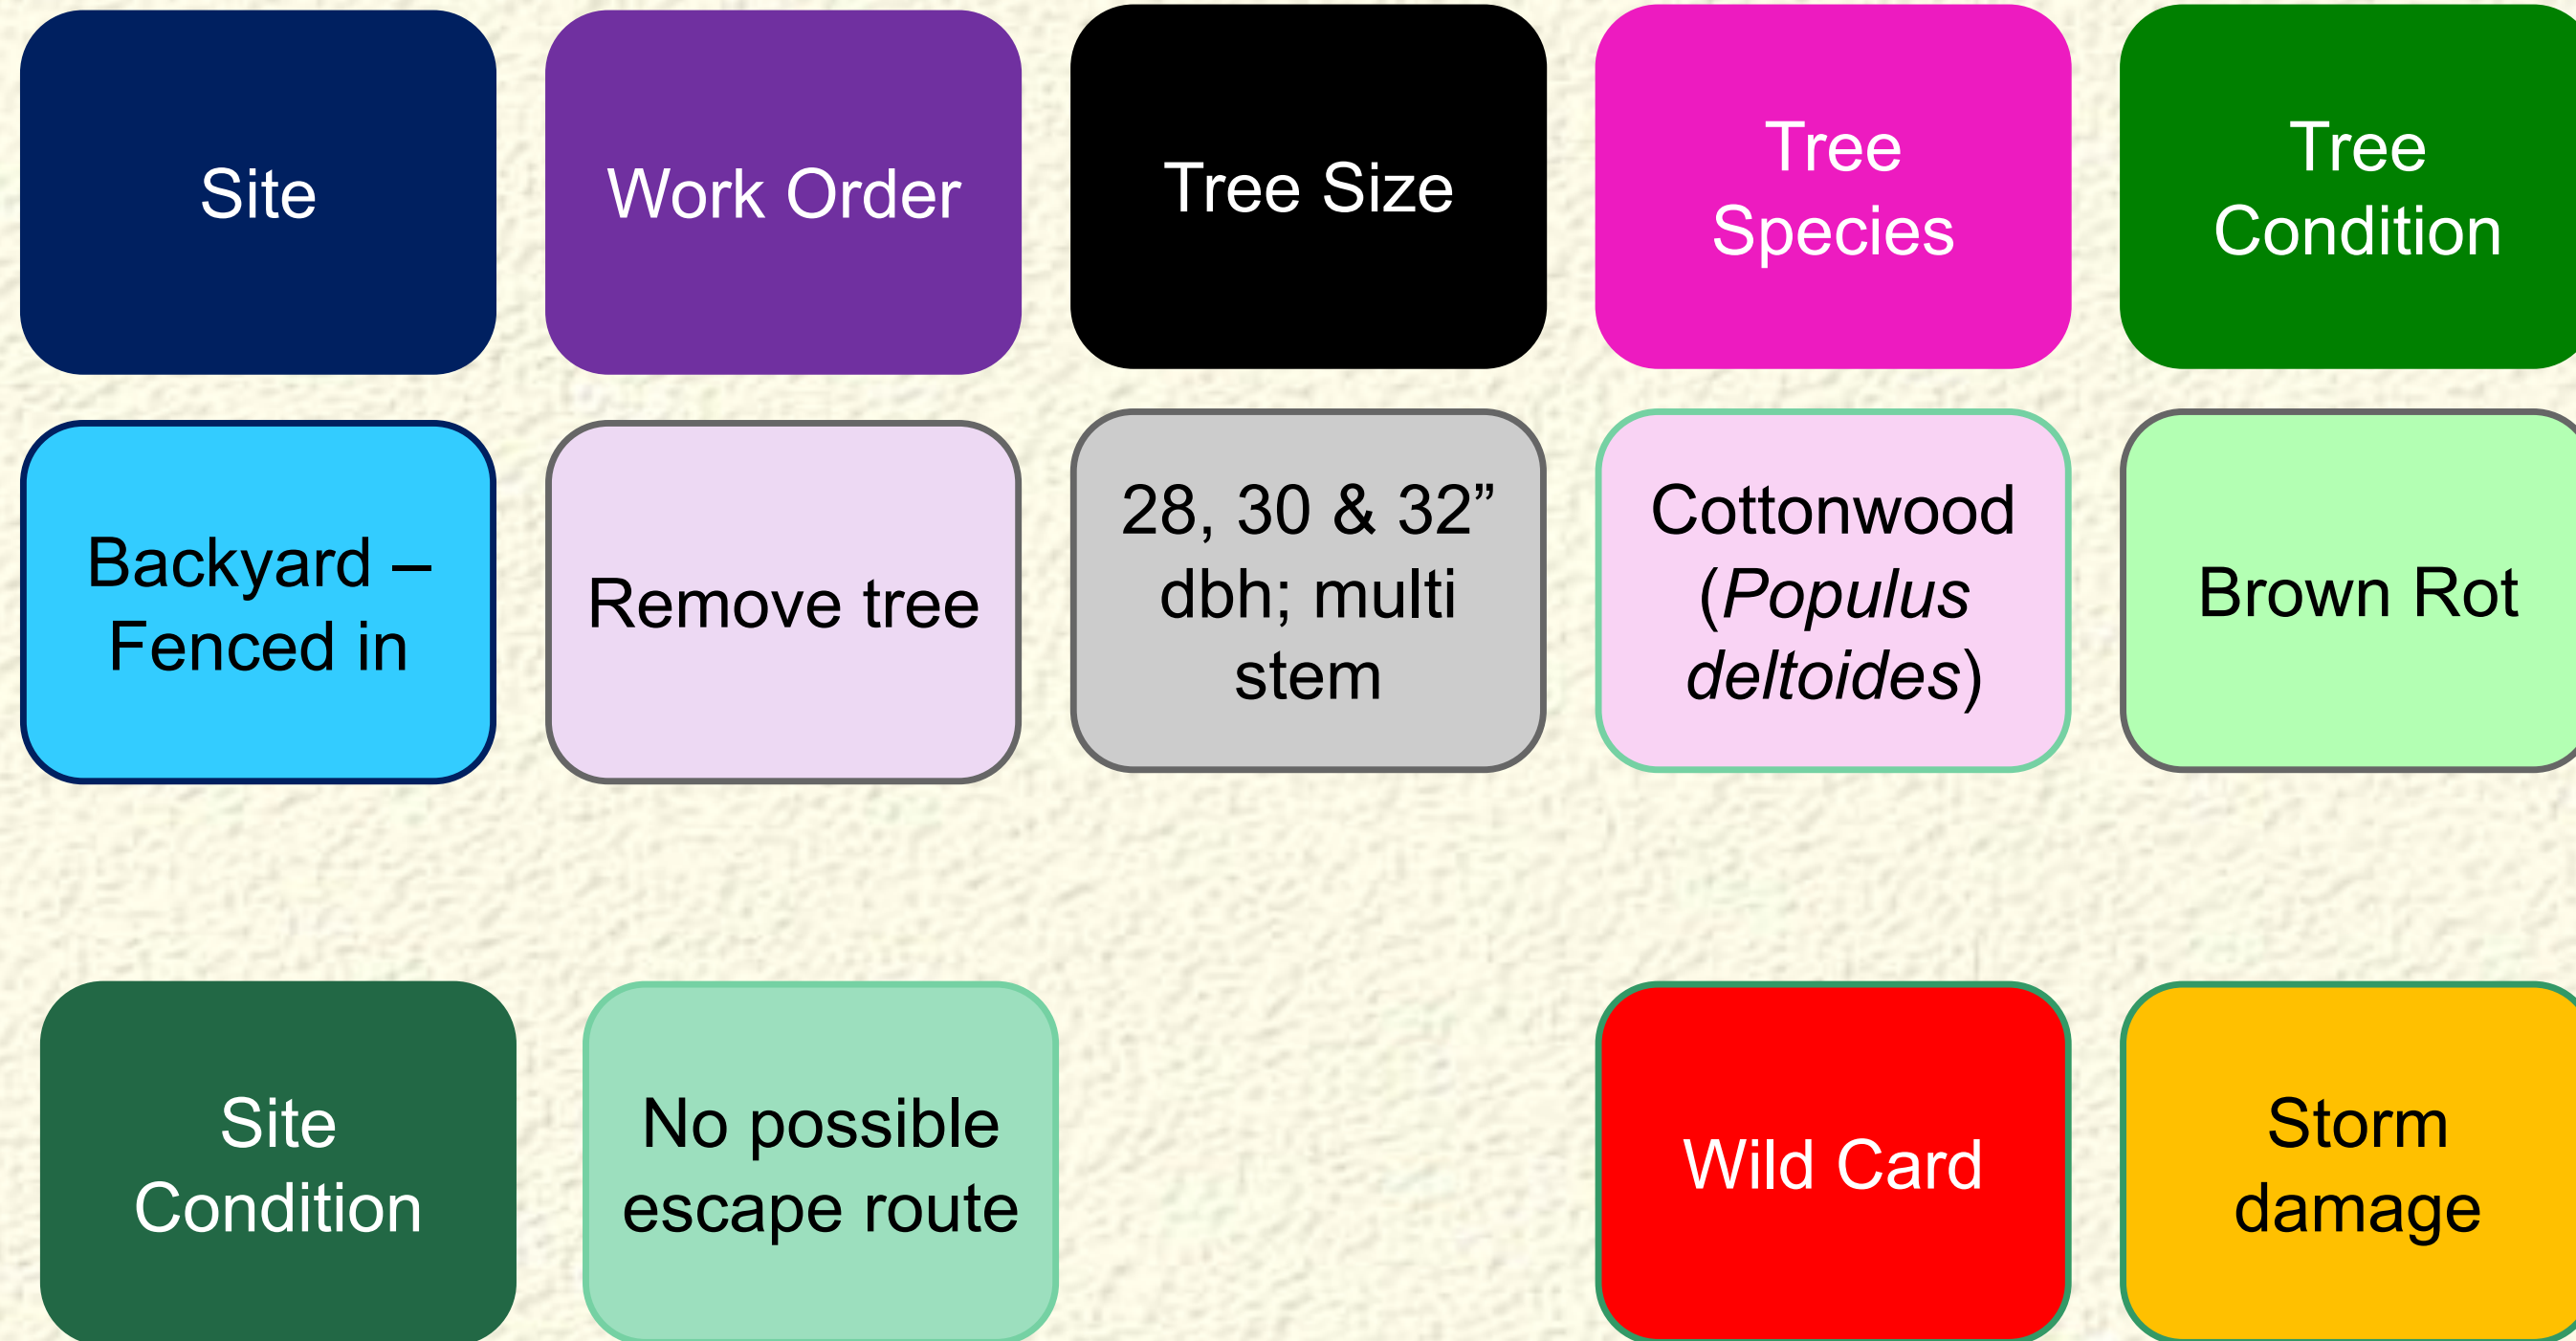 Site
Work Order
Tree Size
Tree
Species
Tree
Condition
Backyard –
Fenced in
Remove tree
28, 30 & 32”
dbh; multi
stem
Cottonwood
(Populus
deltoides)
Brown Rot
Site
Condition
No possible
escape route
Wild Card
Storm
damage